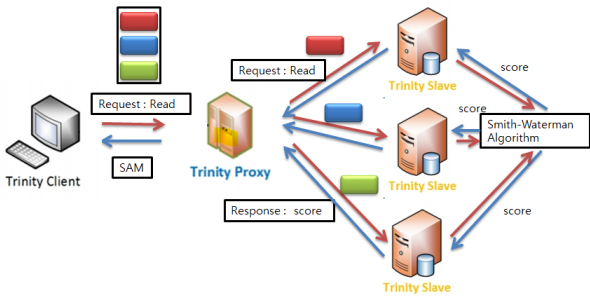 Request : Read
SAM
Trinity Client
Trinity Proxy
Request : Read
Response :  score
Trinity Slave
Trinity Slave
Trinity Slave
score
score
score
Smith-Waterman
Algorithm